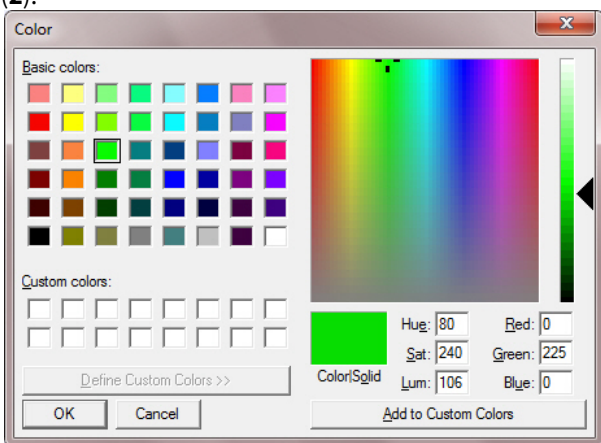 (2).
Color
Basic colors:
Custom colors:
Define Custom Colors >>
OK Cancel
Color|Solid
Hue: 80 Red: 0
Sat: 240 Green: 225
Lum: 106 Blue: 0
Add to Custom Colors